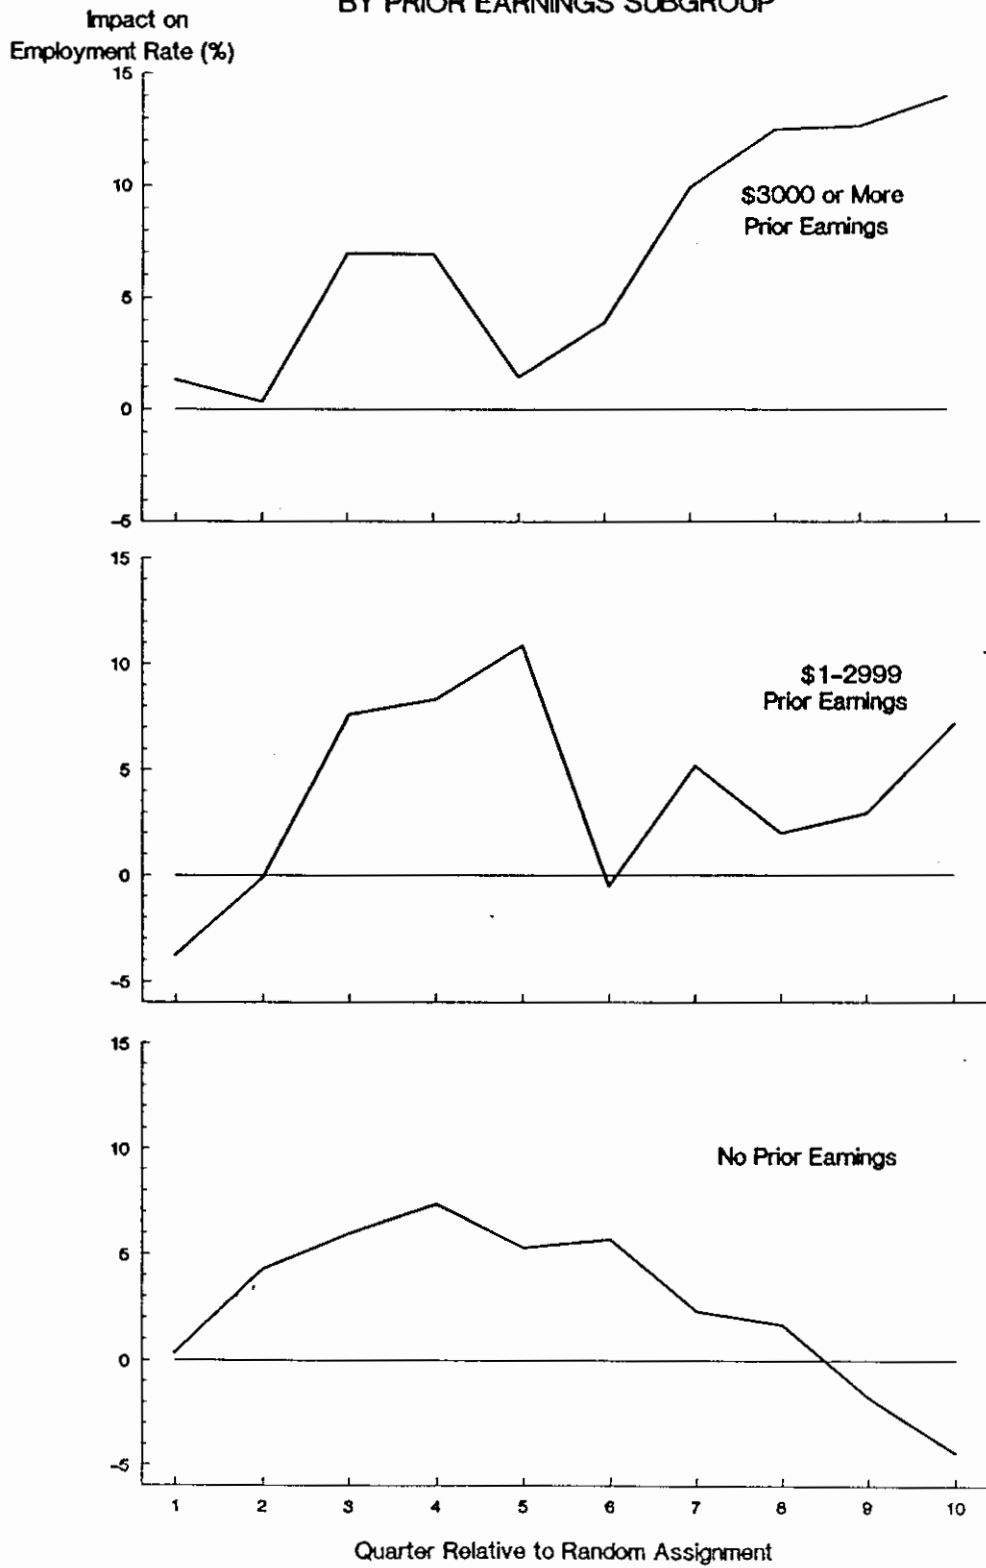 BY PRIOR EARNINGS SUBGROUP
Impact on
Employment Rate (%)
15
10
5
0
-5
$3000 or More
Prior Earnings
15
10
5
0
-5
$1-2999
Prior Earnings
15
10
5
0
-5
No Prior Earnings
1 2 3 4 5 6 7 8 9 10
Quarter Relative to Random Assignment